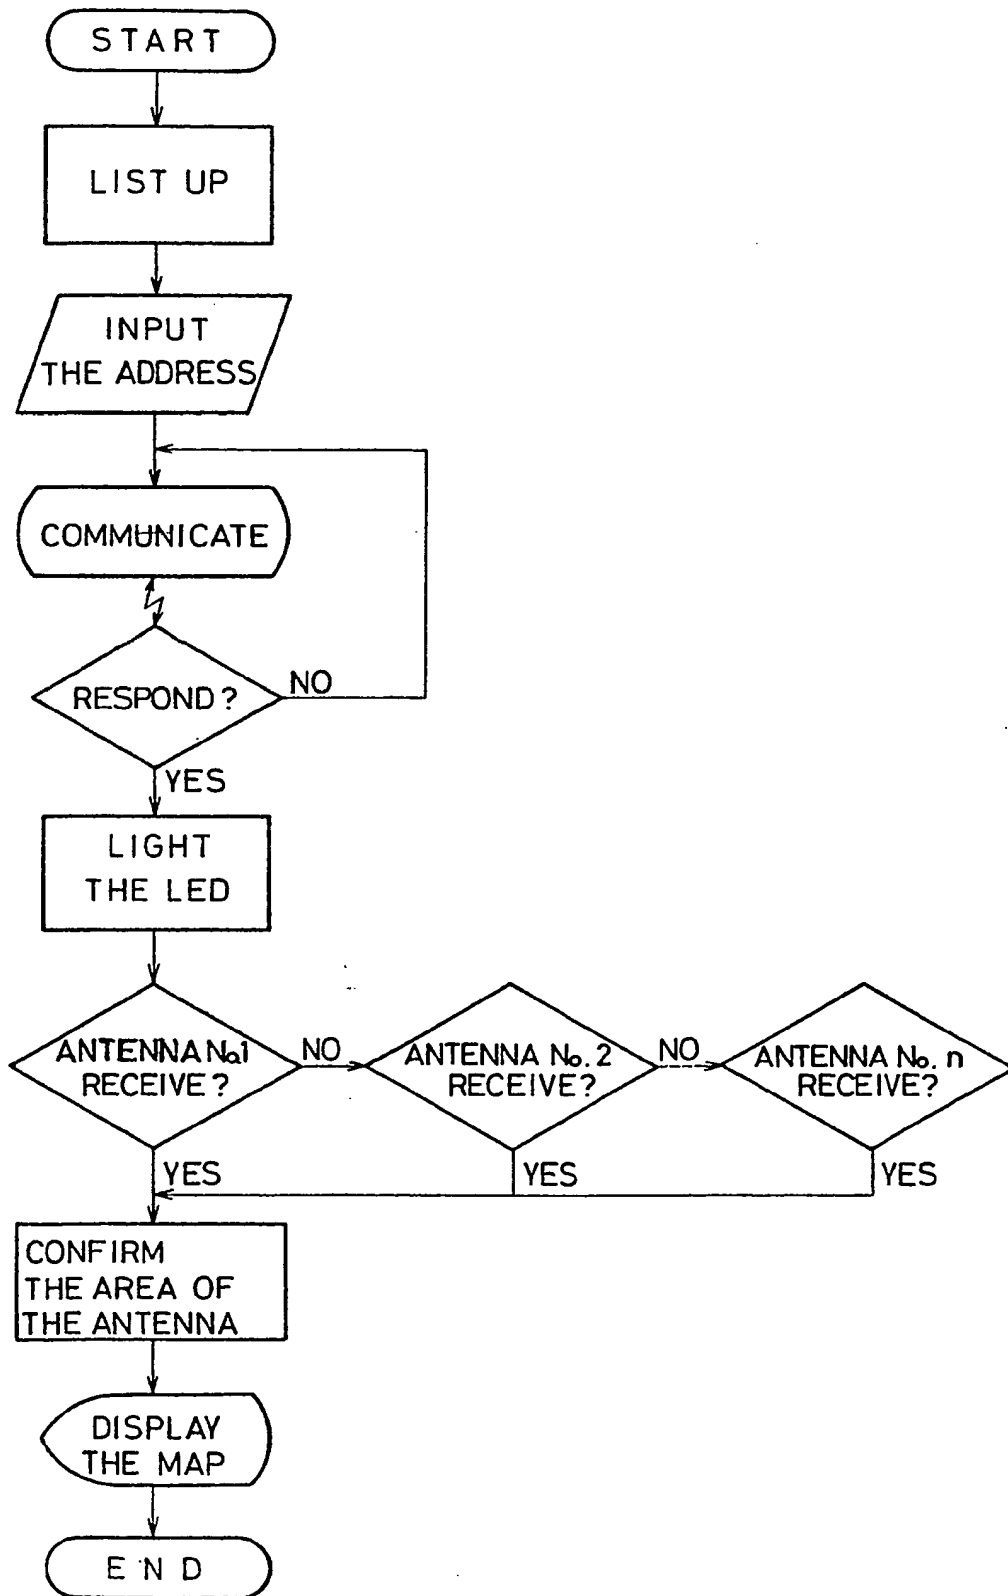 START
LIST UP
INPUT
THE ADDRESS
COMMUNICATE
RESPOND?
NO
YES
LIGHT
THE LED
ANTENNA No.1
RECEIVE?
NO
ANTENNA No. 2
RECEIVE?
NO
ANTENNA No. n
RECEIVE?
YES
YES
YES
CONFIRM
THE AREA OF
THE ANTENNA
DISPLAY
THE MAP
END